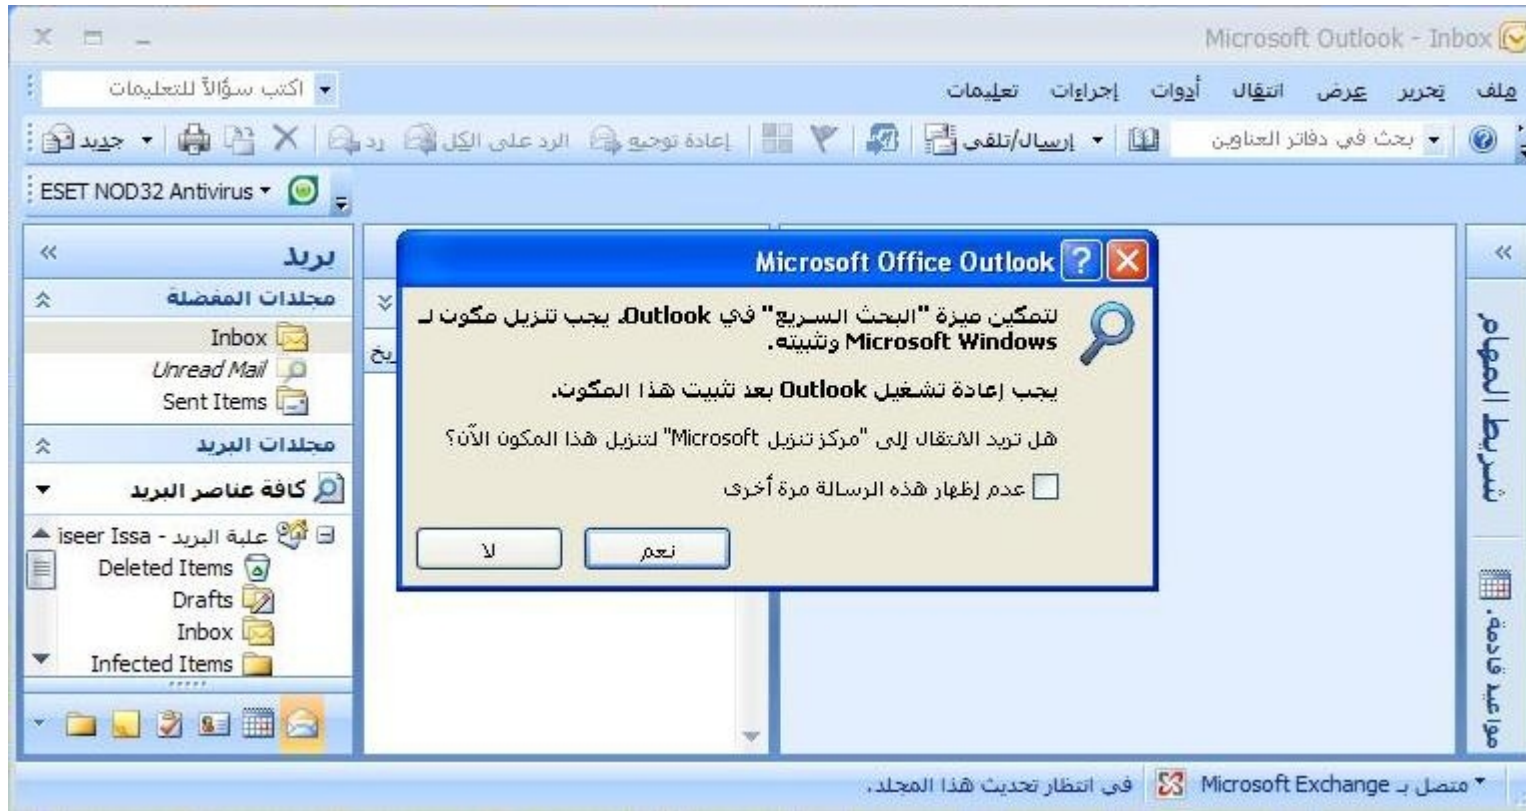 Microsoft Outlook - Inbox
ملف تحرير عرض انتقال أدوات إجراءات تعليمات
اكتب سؤالاً للتعليمات
جديد رد الرد على الكل إعادة توجيه إرسال/تلقي بحث في دفاتر العناوين
ESET NOD32 Antivirus
بريد
مجلدات المفضلة
Inbox
Unread Mail
Sent Items
مجلدات البريد
كافة عناصر البريد
علبة البريد - iseer Issa
Deleted Items
Drafts
Inbox
Infected Items
Microsoft Office Outlook
لتمكين ميزة "البحث السريع" في Outlook، يجب تنزيل مكون لـ
Microsoft Windows وتثبيته.
يجب إعادة تشغيل Outlook بعد تثبيت هذا المكون.
هل تريد الانتقال إلى "مركز تنزيل Microsoft" لتنزيل هذا المكون الآن؟
عدم إظهار هذه الرسالة مرة أخرى
نعم
لا
شريط المهام
مواعيد قادمة.
متصل بـ Microsoft Exchange
في انتظار تحديث هذا المجلد.